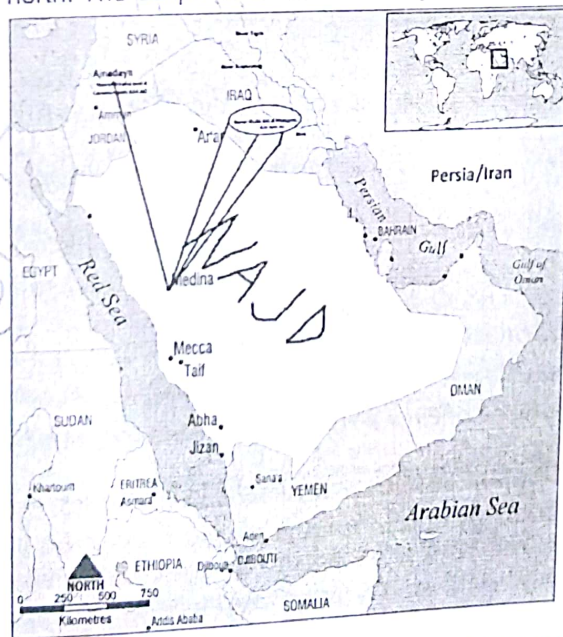 SYRIA
Ajnadayn
Amman
JORDAN
IRAQ
Persia/Iran
Persian
Gulf
BAHRAIN
Gulf of
Oman
EGYPT
Red Sea
Medina
NAJD
Mecca
Taif
OMAN
Abha
Jizan
SUDAN
Khartoum
ERITREA
Asmara
Sana'a
YEMEN
Arabian Sea
Aden
ETHIOPIA
Djibouti
DJIBOUTI
NORTH
0 250 500 750
Kilometres
SOMALIA
Addis Ababa